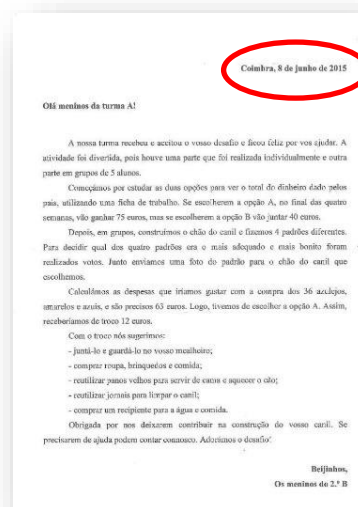 Coimbra, 8 de junho de 2015
Olá meninos da turma A!
A nossa turma recebeu e aceitou o vosso desafio e ficou feliz por vos ajudar. A
atividade foi divertida, pois houve uma parte que foi realizada individualmente e outra
parte em grupos de 5 alunos.
Começámos por estudar as duas opções para ver o total do dinheiro dado pelos
pais, utilizando uma ficha de trabalho. Se escolherem a opção A, no final das quatro
semanas, vão ganhar 75 euros, mas se escolherem a opção B vão juntar 40 euros.
Depois, em grupos, construímos o chão do canil e fizemos 4 padrões diferentes.
Para decidir qual dos quatro padrões era o mais adequado e mais bonito foram
realizados votos. Junto enviamos uma foto do padrão para o chão do canil que
escolhemos.
Calculámos as despesas que iríamos gastar com a compra dos 36 azulejos,
amarelos e azuis, e são precisos 63 euros. Logo, tivemos de escolher a opção A. Assim,
receberíamos de troco 12 euros.
Com o troco nós sugerimos:
- juntá-lo e guardá-lo no vosso mealheiro;
- comprar roupa, brinquedos e comida;
- reutilizar panos velhos para servir de cama e aquecer o cão;
- reutilizar jornais para limpar o canil;
- comprar um recipiente para a água e comida.
Obrigada por nos deixarem contribuir na construção do vosso canil. Se
precisarem de ajuda podem contar connosco. Adorámos o desafio!
Beijinhos,
Os meninos do 2.º B